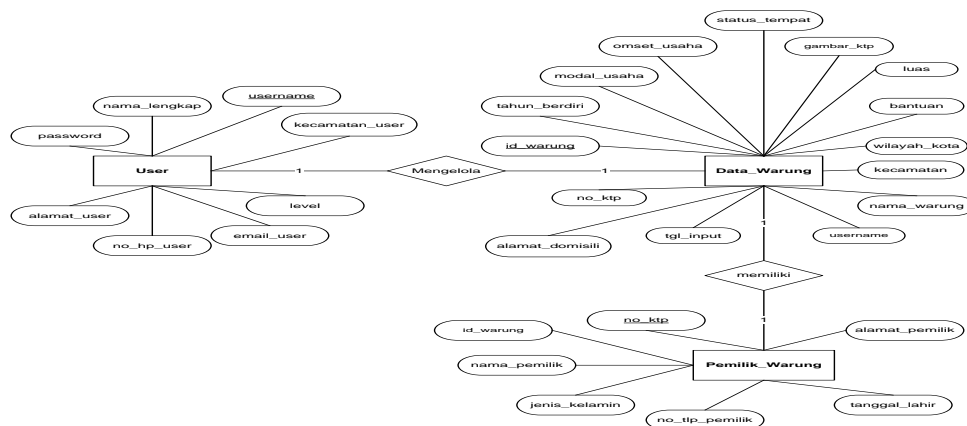 status_tempat
omset_usaha
gambar_ktp
modal_usaha
luas
nama_lengkap
username
tahun_berdiri
bantuan
password
kecamatan_user
id_warung
wilayah_kota
User
1
Mengelola
1
Data_Warung
kecamatan
alamat_user
level
no_ktp
nama_warung
no_hp_user
email_user
alamat_domisili
tgl_input
username
1
memiliki
1
no_ktp
id_warung
alamat_pemilik
nama_pemilik
Pemilik_Warung
jenis_kelamin
no_tlp_pemilik
tanggal_lahir